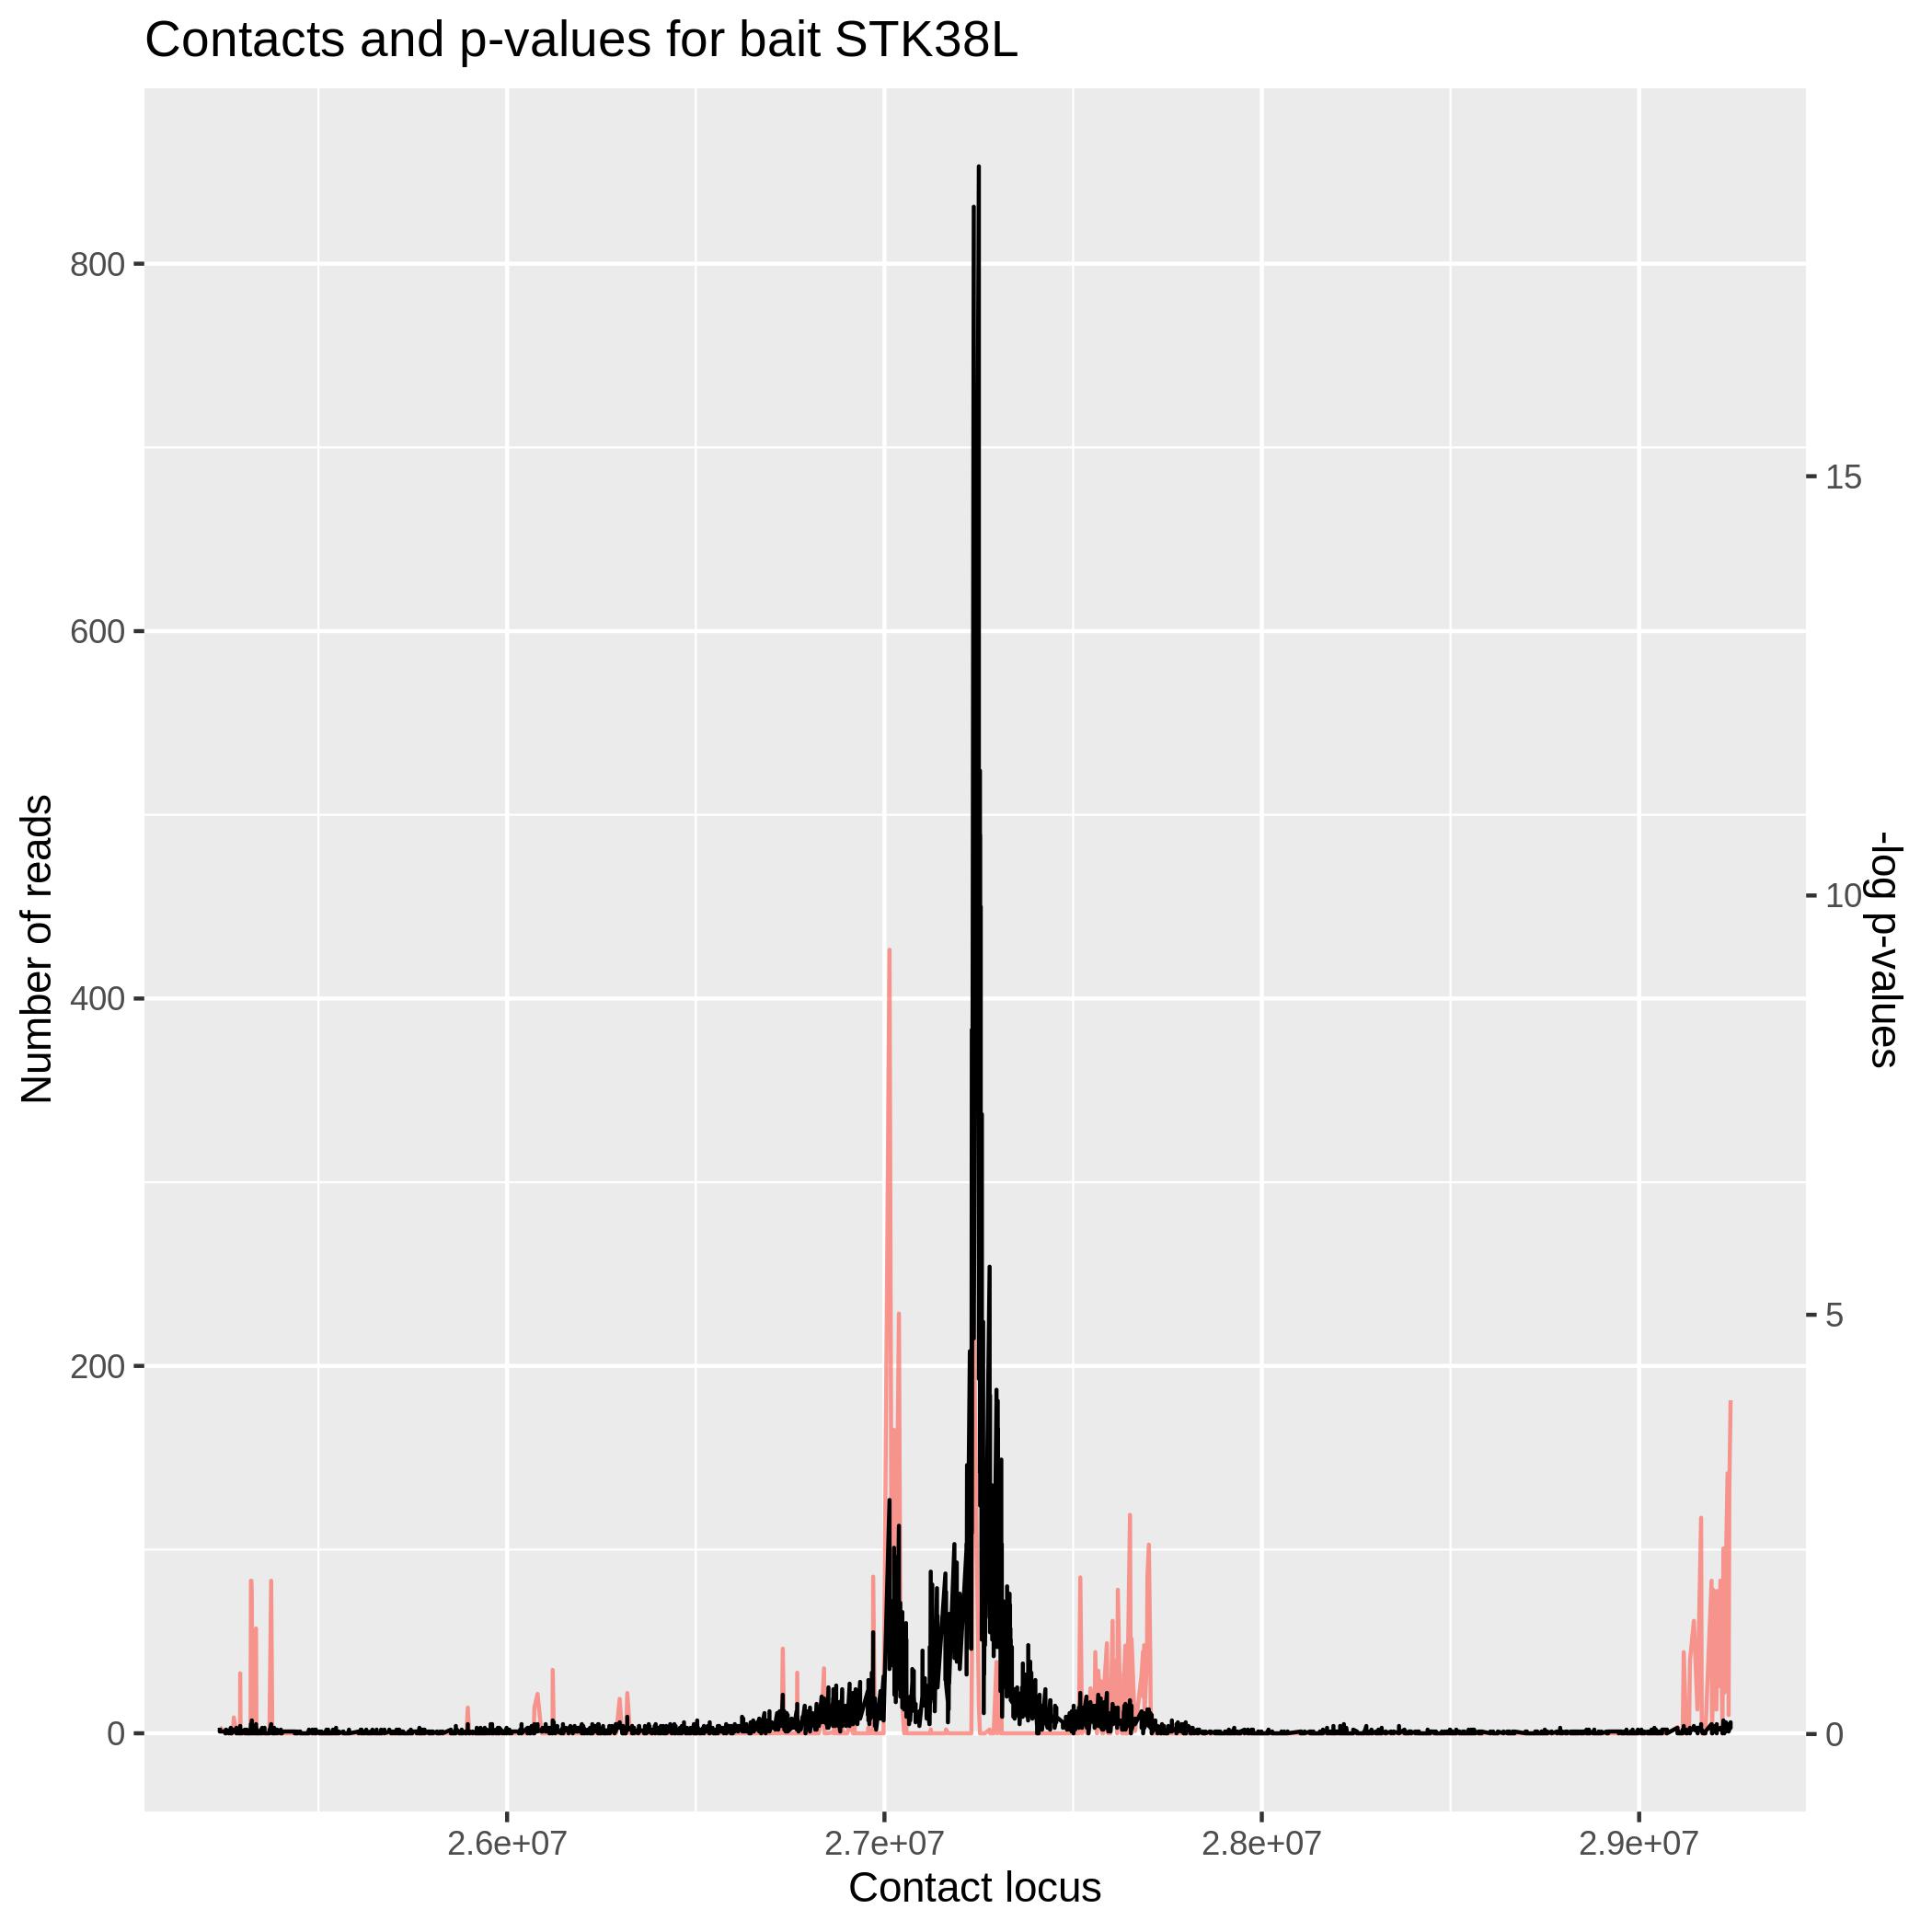 Contacts and p-values for bait STK38L
Number of reads
800
600
400
200
0
15
10
5
0
-log p-values
2.6e+07
2.7e+07
2.8e+07
2.9e+07
Contact locus